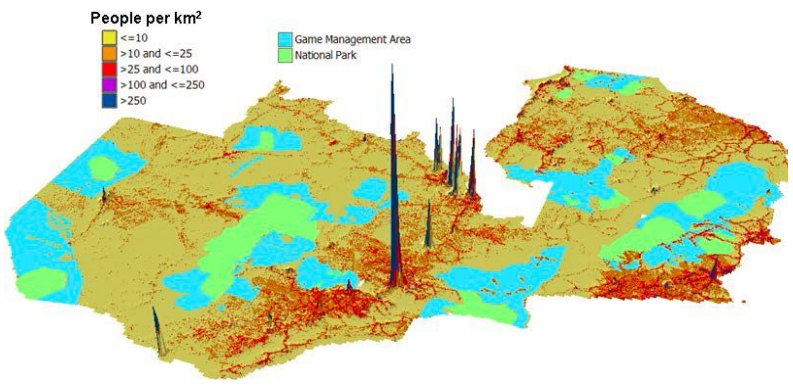 People per km²
<=10
>10 and <=25
>25 and <=100
>100 and <=250
>250
Game Management Area
National Park